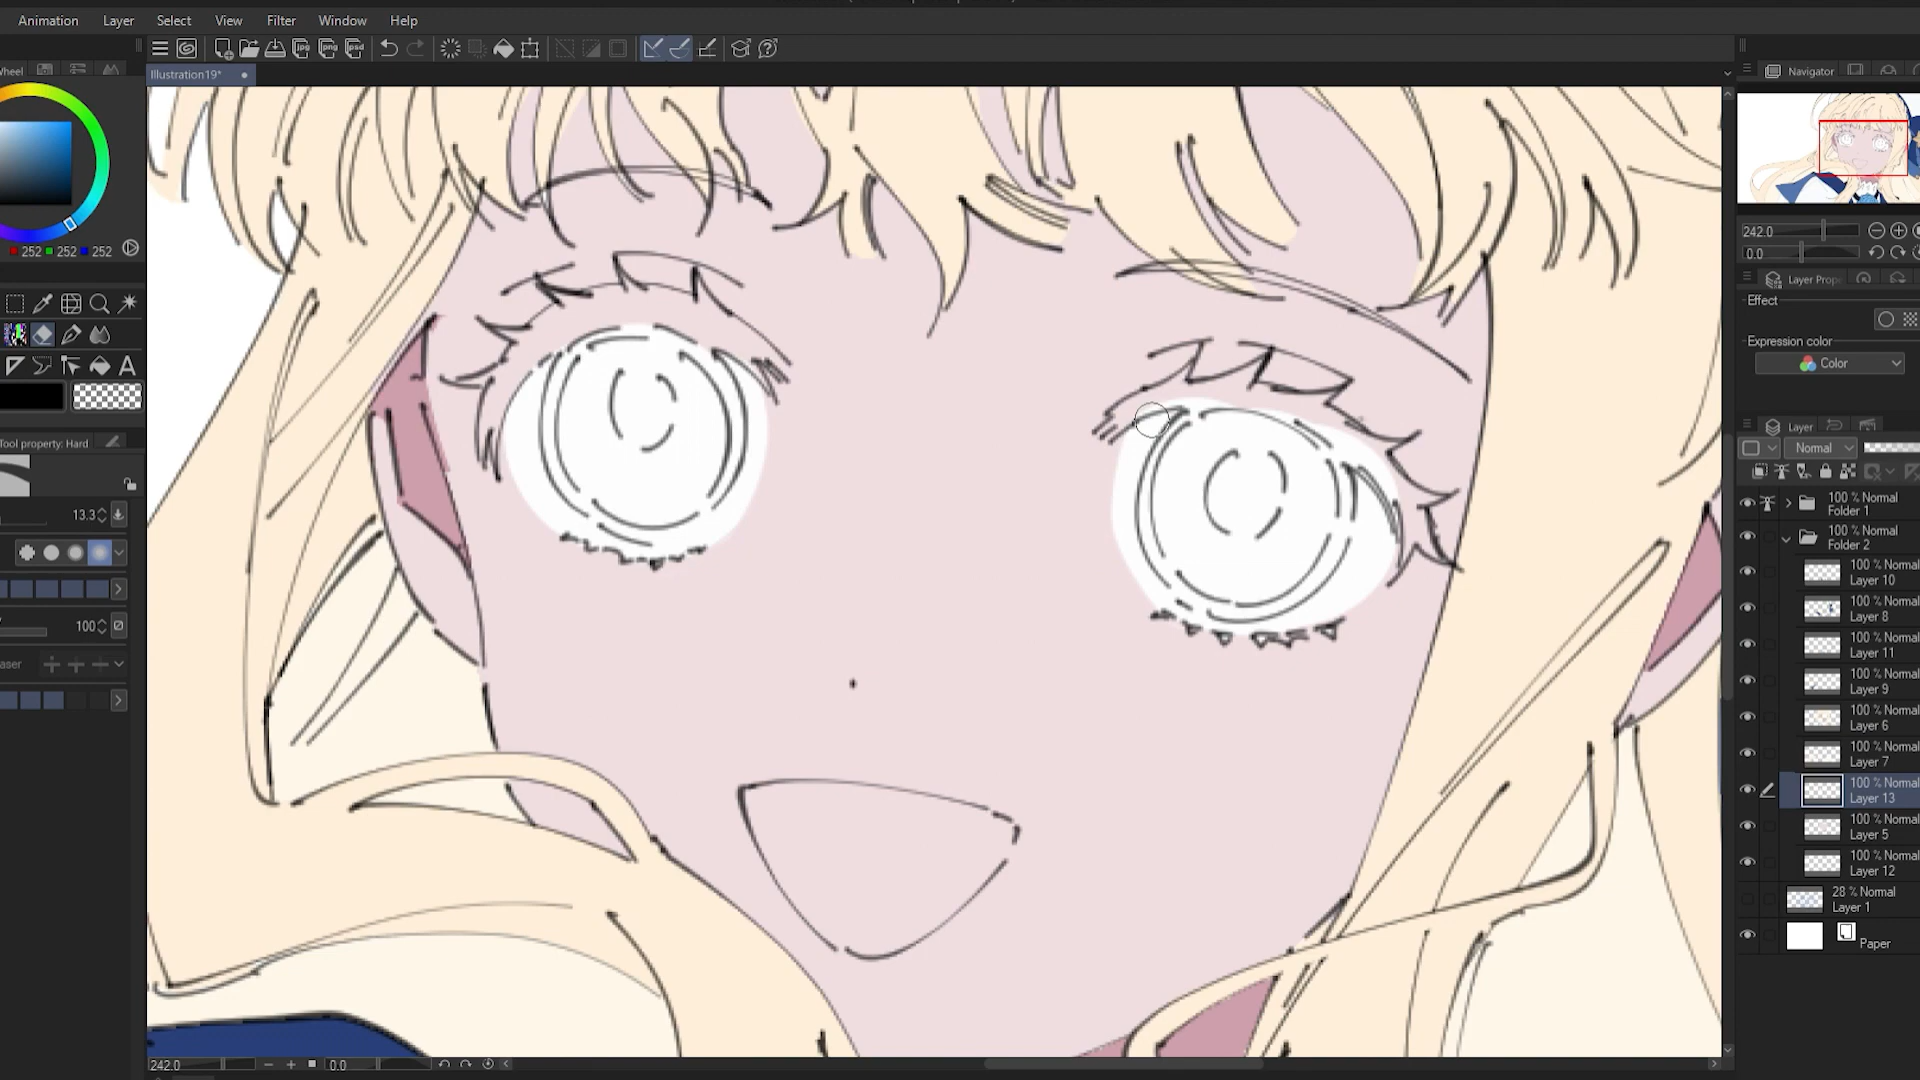 Animation Layer Select View Filter Window Help
Illustration19*
Wheel
252 252 252
Tool property: Hard
13.3
100
Navigator
242.0
0.0
Layer Prop
Effect
Expression color
Color
Layer
Normal
100 % Normal
Folder 1
100 % Normal
Folder 2
100 % Normal
Layer 10
100 % Normal
Layer 8
100 % Normal
Layer 11
100 % Normal
Layer 9
100 % Normal
Layer 6
100 % Normal
Layer 7
100 % Normal
Layer 13
100 % Normal
Layer 5
100 % Normal
Layer 12
28 % Normal
Layer 1
Paper
242.0
0.0